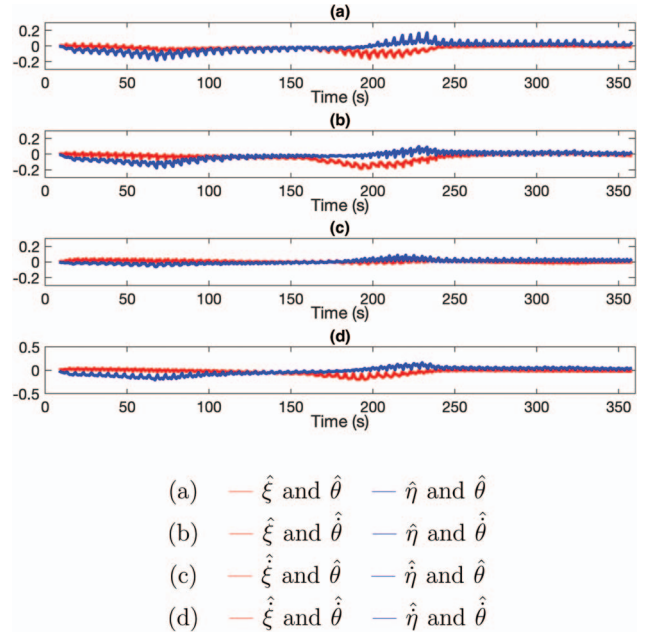 (a)
0.2
0
-0.2
0 50 100 150 200 250 300 350
Time (s)
(b)
0.2
0
-0.2
0 50 100 150 200 250 300 350
Time (s)
(c)
0.2
0
-0.2
0 50 100 150 200 250 300 350
Time (s)
(d)
0.5
0
-0.5
0 50 100 150 200 250 300 350
Time (s)
(a) — ξ̂ and θ̂ — η̂ and θ̂
(b) — ξ̂ and θ̇̂ — η̂ and θ̇̂
(c) — ξ̇̂ and θ̂ — η̇̂ and θ̂
(d) — ξ̇̂ and θ̇̂ — η̇̂ and θ̇̂